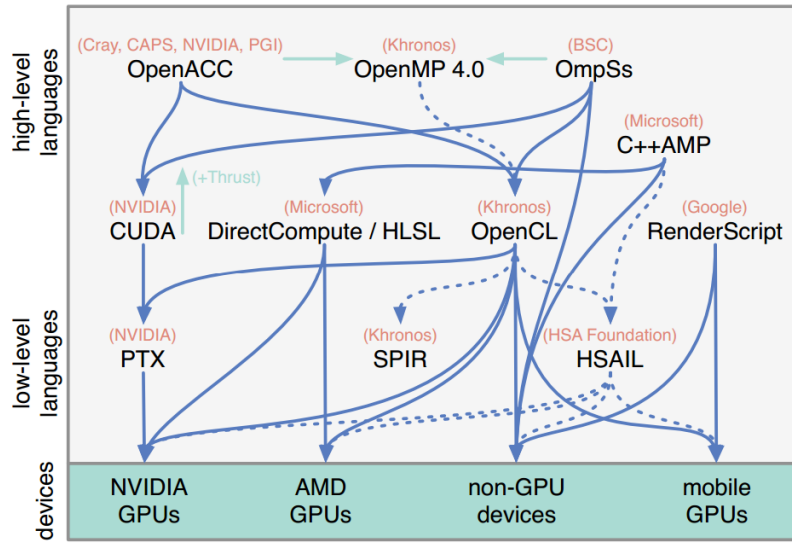 (Cray, CAPS, NVIDIA, PGI)
OpenACC
(Khronos)
OpenMP 4.0
(BSC)
OmpSs
high-level
languages
(Microsoft)
C++AMP
(+Thrust)
(NVIDIA)
CUDA
(Microsoft)
DirectCompute / HLSL
(Khronos)
OpenCL
(Google)
RenderScript
low-level
languages
(NVIDIA)
PTX
(Khronos)
SPIR
(HSA Foundation)
HSAIL
devices
NVIDIA
GPUs
AMD
GPUs
non-GPU
devices
mobile
GPUs